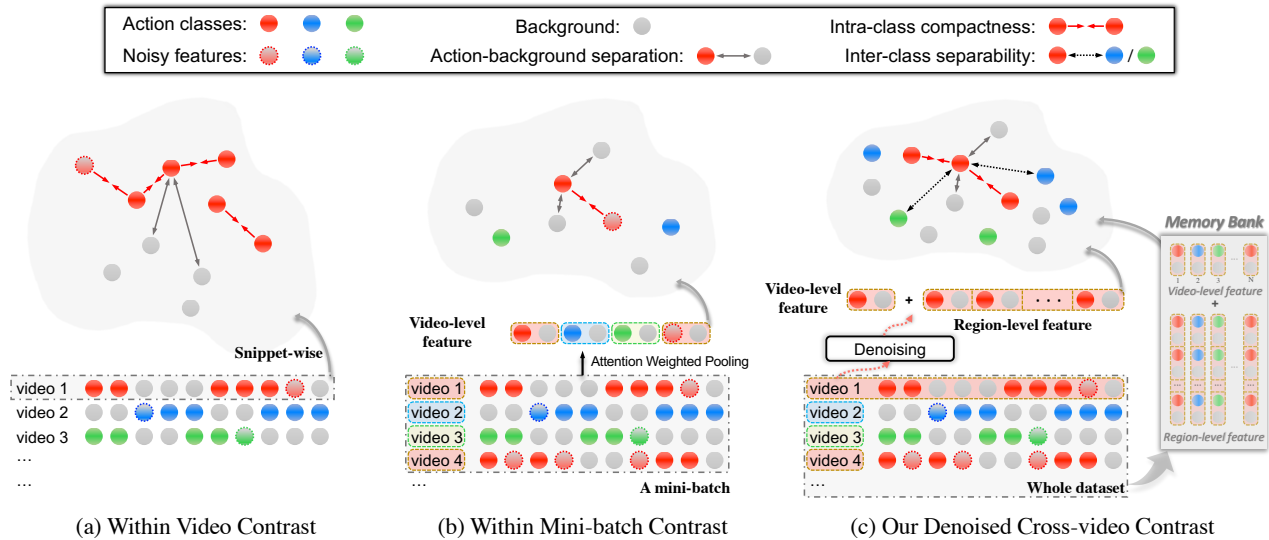 Action classes:
Background:
Intra-class compactness:
Noisy features:
Action-background separation:
Inter-class separability:
/
Snippet-wise
video 1
video 2
video 3
...
...
(a) Within Video Contrast
Video-level
feature
Attention Weighted Pooling
video 1
video 2
video 3
video 4
...
A mini-batch
(b) Within Mini-batch Contrast
Video-level
feature
+
...
Region-level feature
Denoising
video 1
video 2
video 3
video 4
...
Whole dataset
Memory Bank
1 2 3 ... N
Video-level feature
+
...
... ... ... ...
Region-level feature
(c) Our Denoised Cross-video Contrast